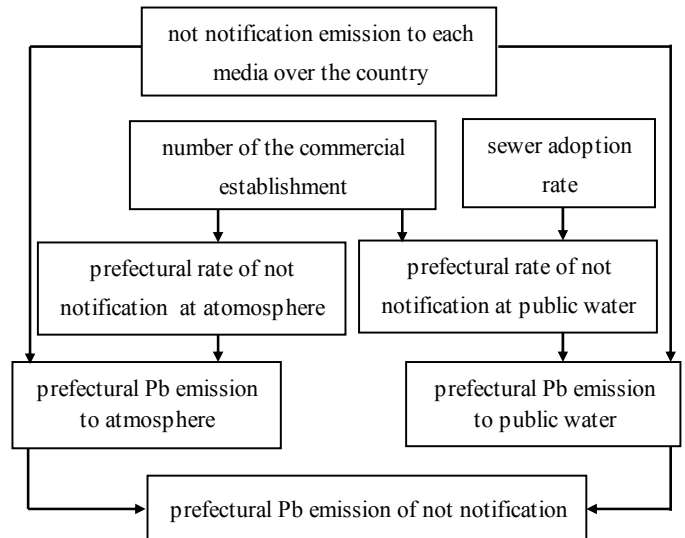 not notification emission to each
media over the country
number of the commercial
establishment
sewer adoption
rate
prefectural rate of not
notification at atomosphere
prefectural rate of not
notification at public water
prefectural Pb emission
to atmosphere
prefectural Pb emission
to public water
prefectural Pb emission of not notification